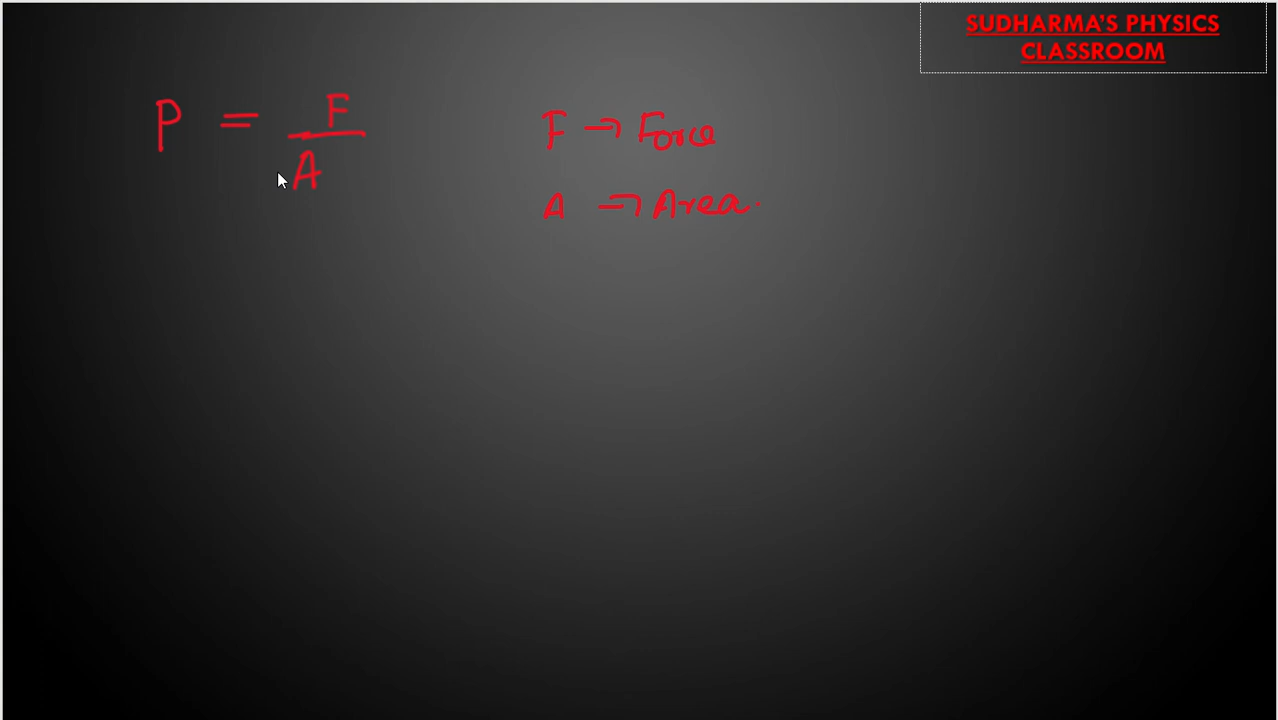 SUDHARMA'S PHYSICS
CLASSROOM
P = F/A
F → Force
A ⇒ Area.